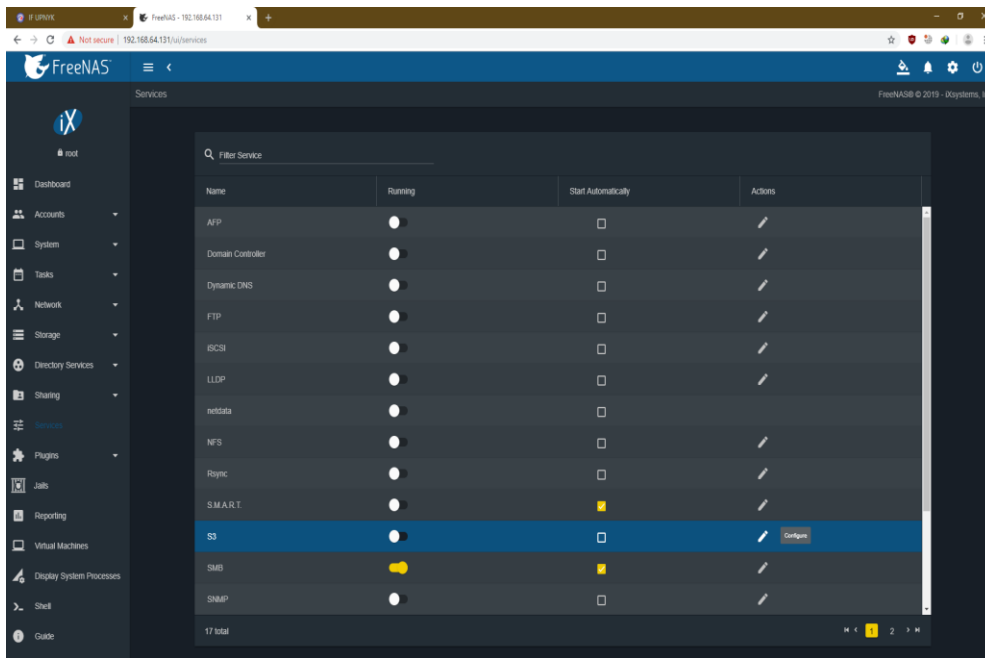 IF UPNYK
FreeNAS - 192.168.64.131
Not secure 192.168.64.131/ui/services
FreeNAS
Services
FreeNAS® © 2019 - iXsystems,
iX
root
Dashboard
Accounts
System
Tasks
Network
Storage
Directory Services
Sharing
Services
Plugins
Jails
Reporting
Virtual Machines
Display System Processes
Shell
Guide
Filter Service
Name Running Start Automatically Actions
AFP
Domain Controller
Dynamic DNS
FTP
iSCSI
LLDP
netdata
NFS
Rsync
S.M.A.R.T.
S3 Configure
SMB
SNMP
17 total 1 2